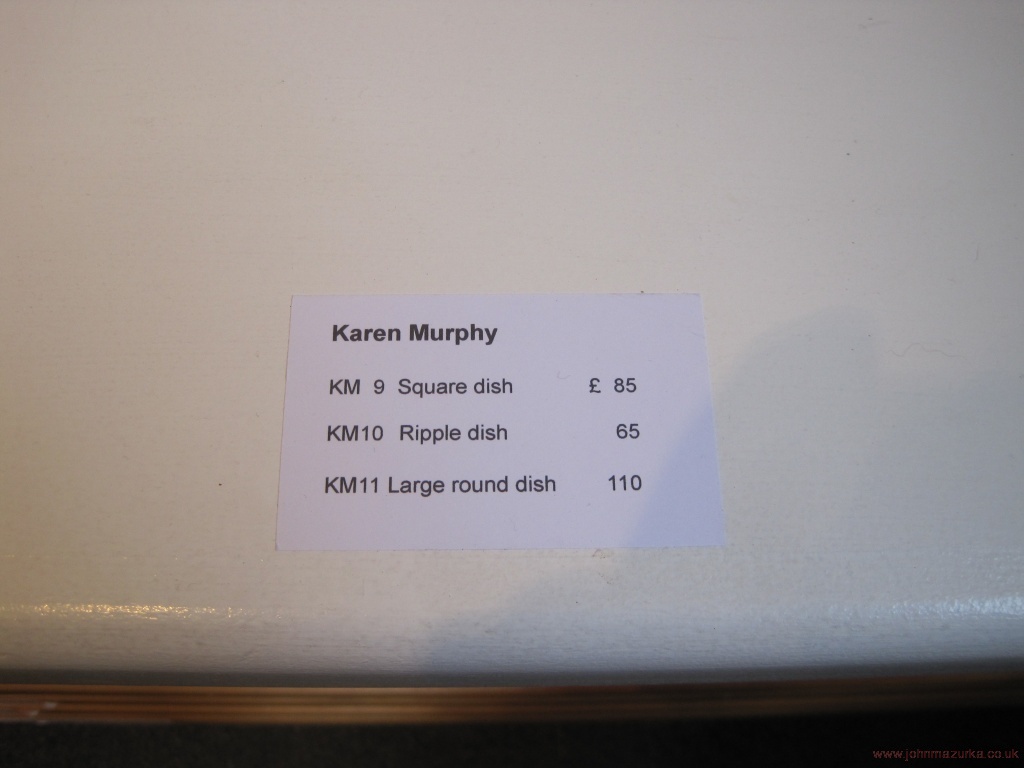 Karen Murphy
KM 9 Square dish £ 85
KM10 Ripple dish 65
KM11 Large round dish 110
www.johnmazurka.co.uk